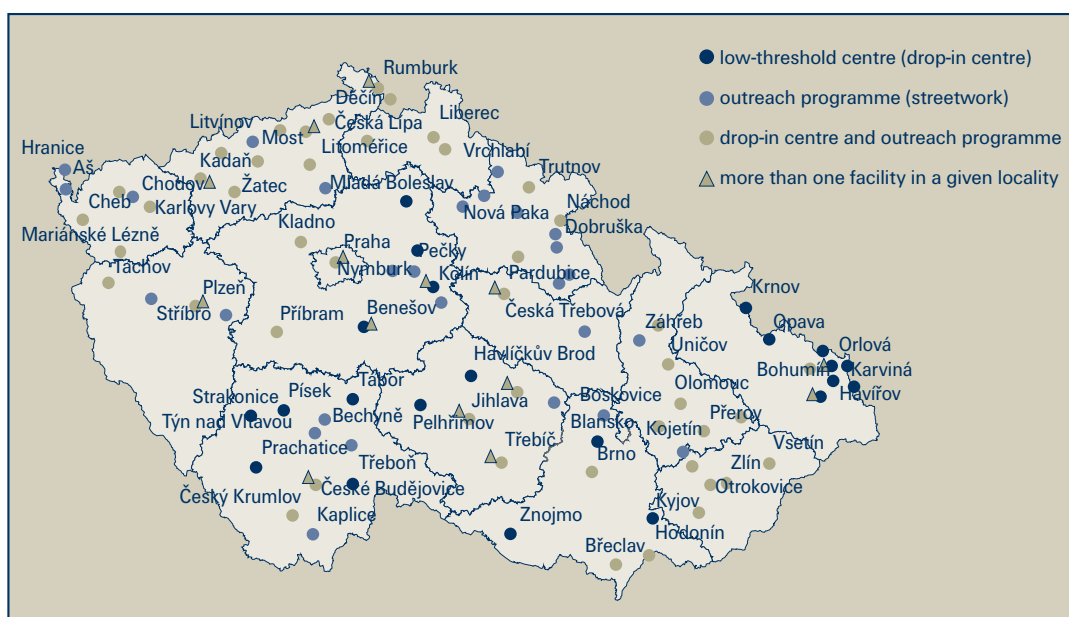 low-threshold centre (drop-in centre)
outreach programme (streetwork)
drop-in centre and outreach programme
more than one facility in a given locality
Rumburk
Děčín
Liberec
Litvínov
Česká Lípa
Most
Litoměřice
Hranice
Aš
Kadaň
Vrchlabí
Trutnov
Chodov
Žatec
Mladá Boleslav
Cheb
Karlovy Vary
Nová Paka
Náchod
Kladno
Dobruška
Mariánské Lézně
Praha
Pečky
Tachov
Nymburk
Kolín
Pardubice
Plzeň
Krnov
Stříbro
Příbram
Benešov
Česká Třebová
Záhřeb
Opava
Uničov
Orlová
Havlíčkův Brod
Bohumín
Karviná
Tábor
Olomouc
Havířov
Strakonice
Písek
Jihlava
Boskovice
Týn nad Vltavou
Bechyně
Pelhřimov
Blansko
Přerov
Kojetín
Prachatice
Třebíč
Brno
Vsetín
Třeboň
Zlín
Český Krumlov
České Budějovice
Otrokovice
Kaplice
Znojmo
Kyjov
Hodonín
Břeclav